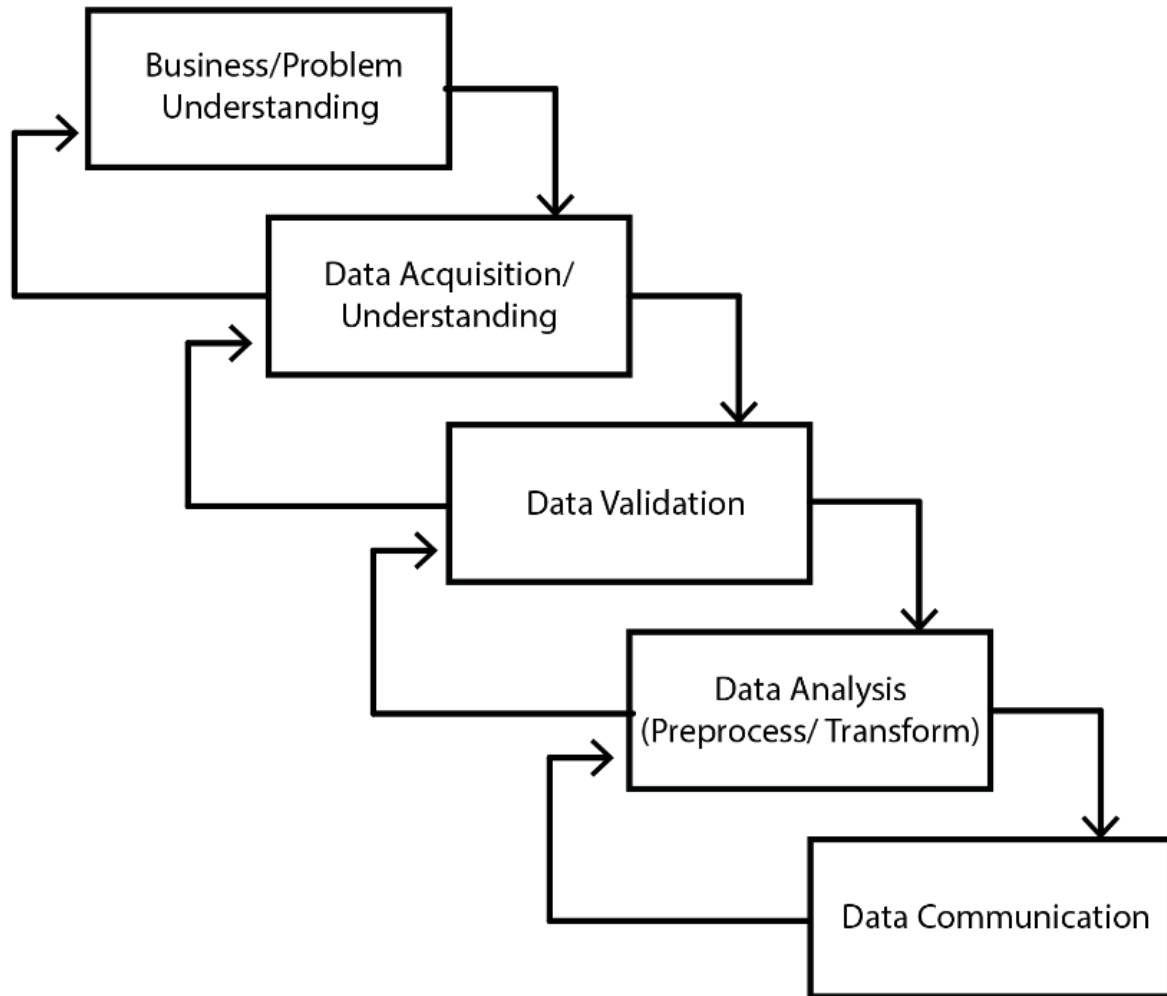 Business/Problem
Understanding
Data Acquisition/
Understanding
Data Validation
Data Analysis
(Preprocess/ Transform)
Data Communication